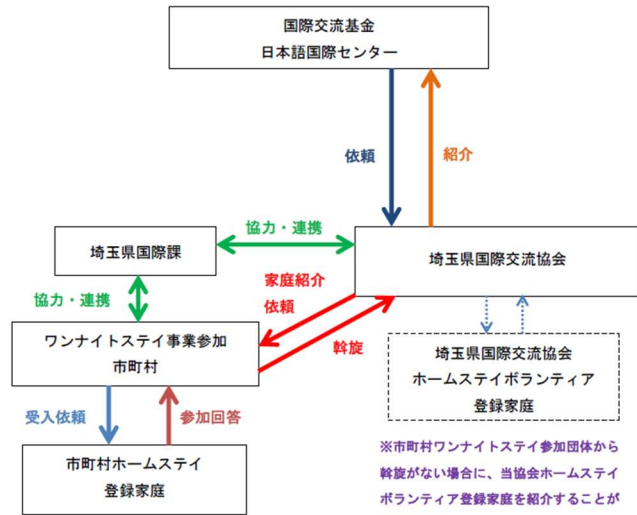 国際交流基金
日本語国際センター
依頼
紹介
協力・連携
埼玉県国際課
埼玉県国際交流協会
協力・連携
家庭紹介
依頼
ワンナイトステイ事業参加
市町村
斡旋
埼玉県国際交流協会
ホームステイボランティア
登録家庭
受入依頼
参加回答
市町村ホームステイ
登録家庭
※市町村ワンナイトステイ参加団体から
斡旋がない場合に、当協会ホームステイ
ボランティア登録家庭を紹介することが